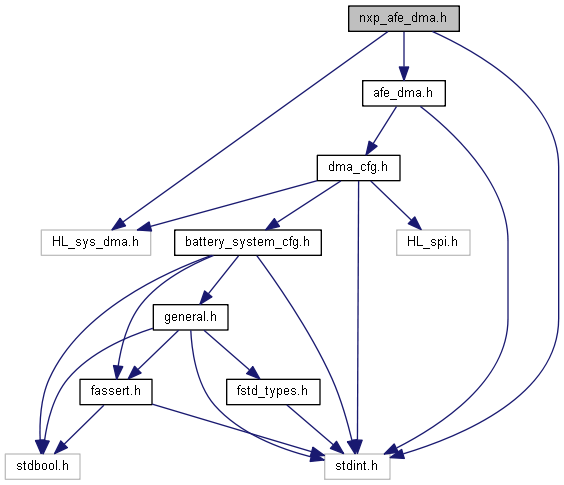 nxp_afe_dma.h
afe_dma.h
dma_cfg.h
HL_sys_dma.h
battery_system_cfg.h
HL_spi.h
general.h
fassert.h
fstd_types.h
stdbool.h
stdint.h